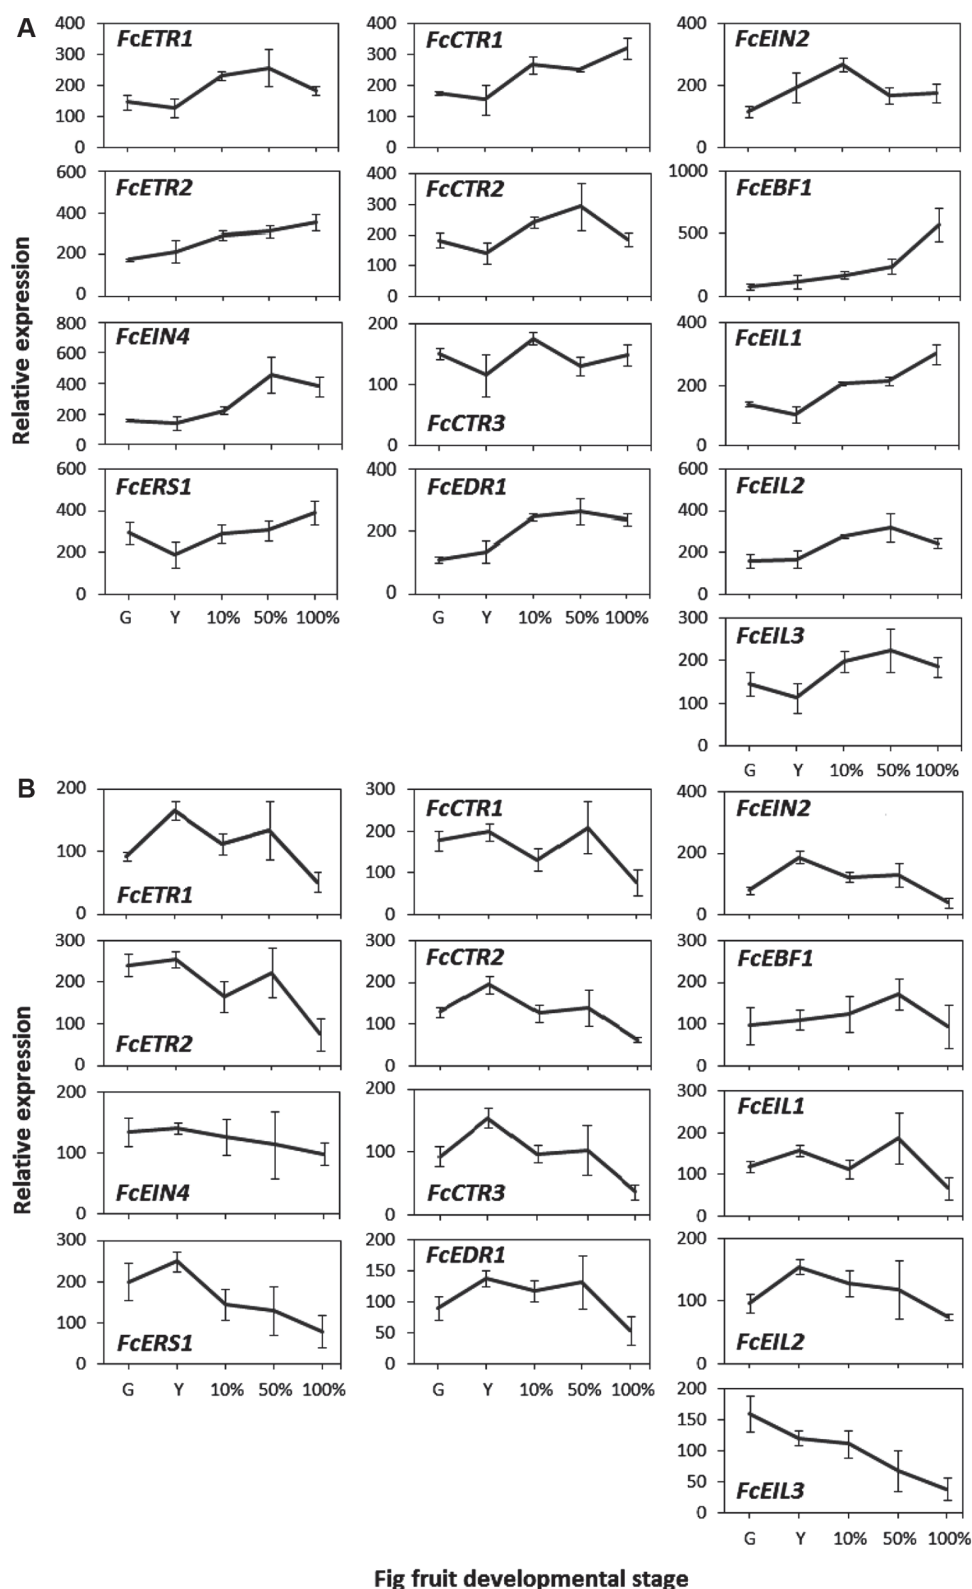 A
Relative expression
400
300
200
100
0
FcETR1
400
300
200
100
0
FcCTR1
400
200
0
FcEIN2
600
400
200
0
FcETR2
400
300
200
100
0
FcCTR2
1000
500
0
FcEBF1
800
600
400
200
0
FcEIN4
200
100
0
FcCTR3
400
200
0
FcEIL1
600
400
200
0
FcERS1
G Y 10% 50% 100%
400
200
0
FcEDR1
G Y 10% 50% 100%
600
400
200
0
FcEIL2
300
200
100
0
FcEIL3
G Y 10% 50% 100%
B
Relative expression
200
100
0
FcETR1
300
200
100
0
FcCTR1
400
200
0
FcEIN2
300
200
100
0
FcETR2
300
200
100
0
FcCTR2
300
200
100
0
FcEBF1
200
100
0
FcEIN4
200
100
0
FcCTR3
300
200
100
0
FcEIL1
300
200
100
0
FcERS1
G Y 10% 50% 100%
200
150
100
50
0
FcEDR1
G Y 10% 50% 100%
200
100
0
FcEIL2
200
150
100
50
0
FcEIL3
G Y 10% 50% 100%
Fig fruit developmental stage